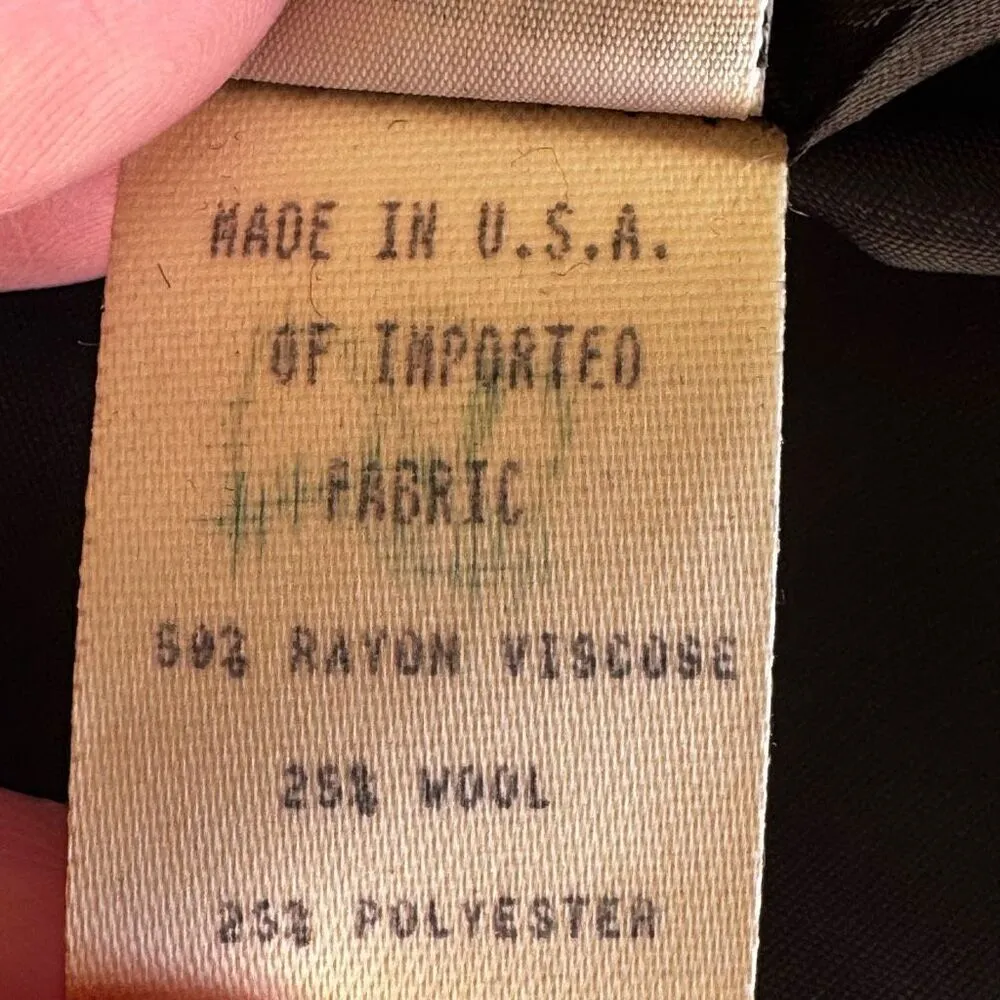 MADE IN U.S.A.
OF IMPORTED
FABRIC
50% RAYON VISCOSE
25% WOOL
25% POLYESTER